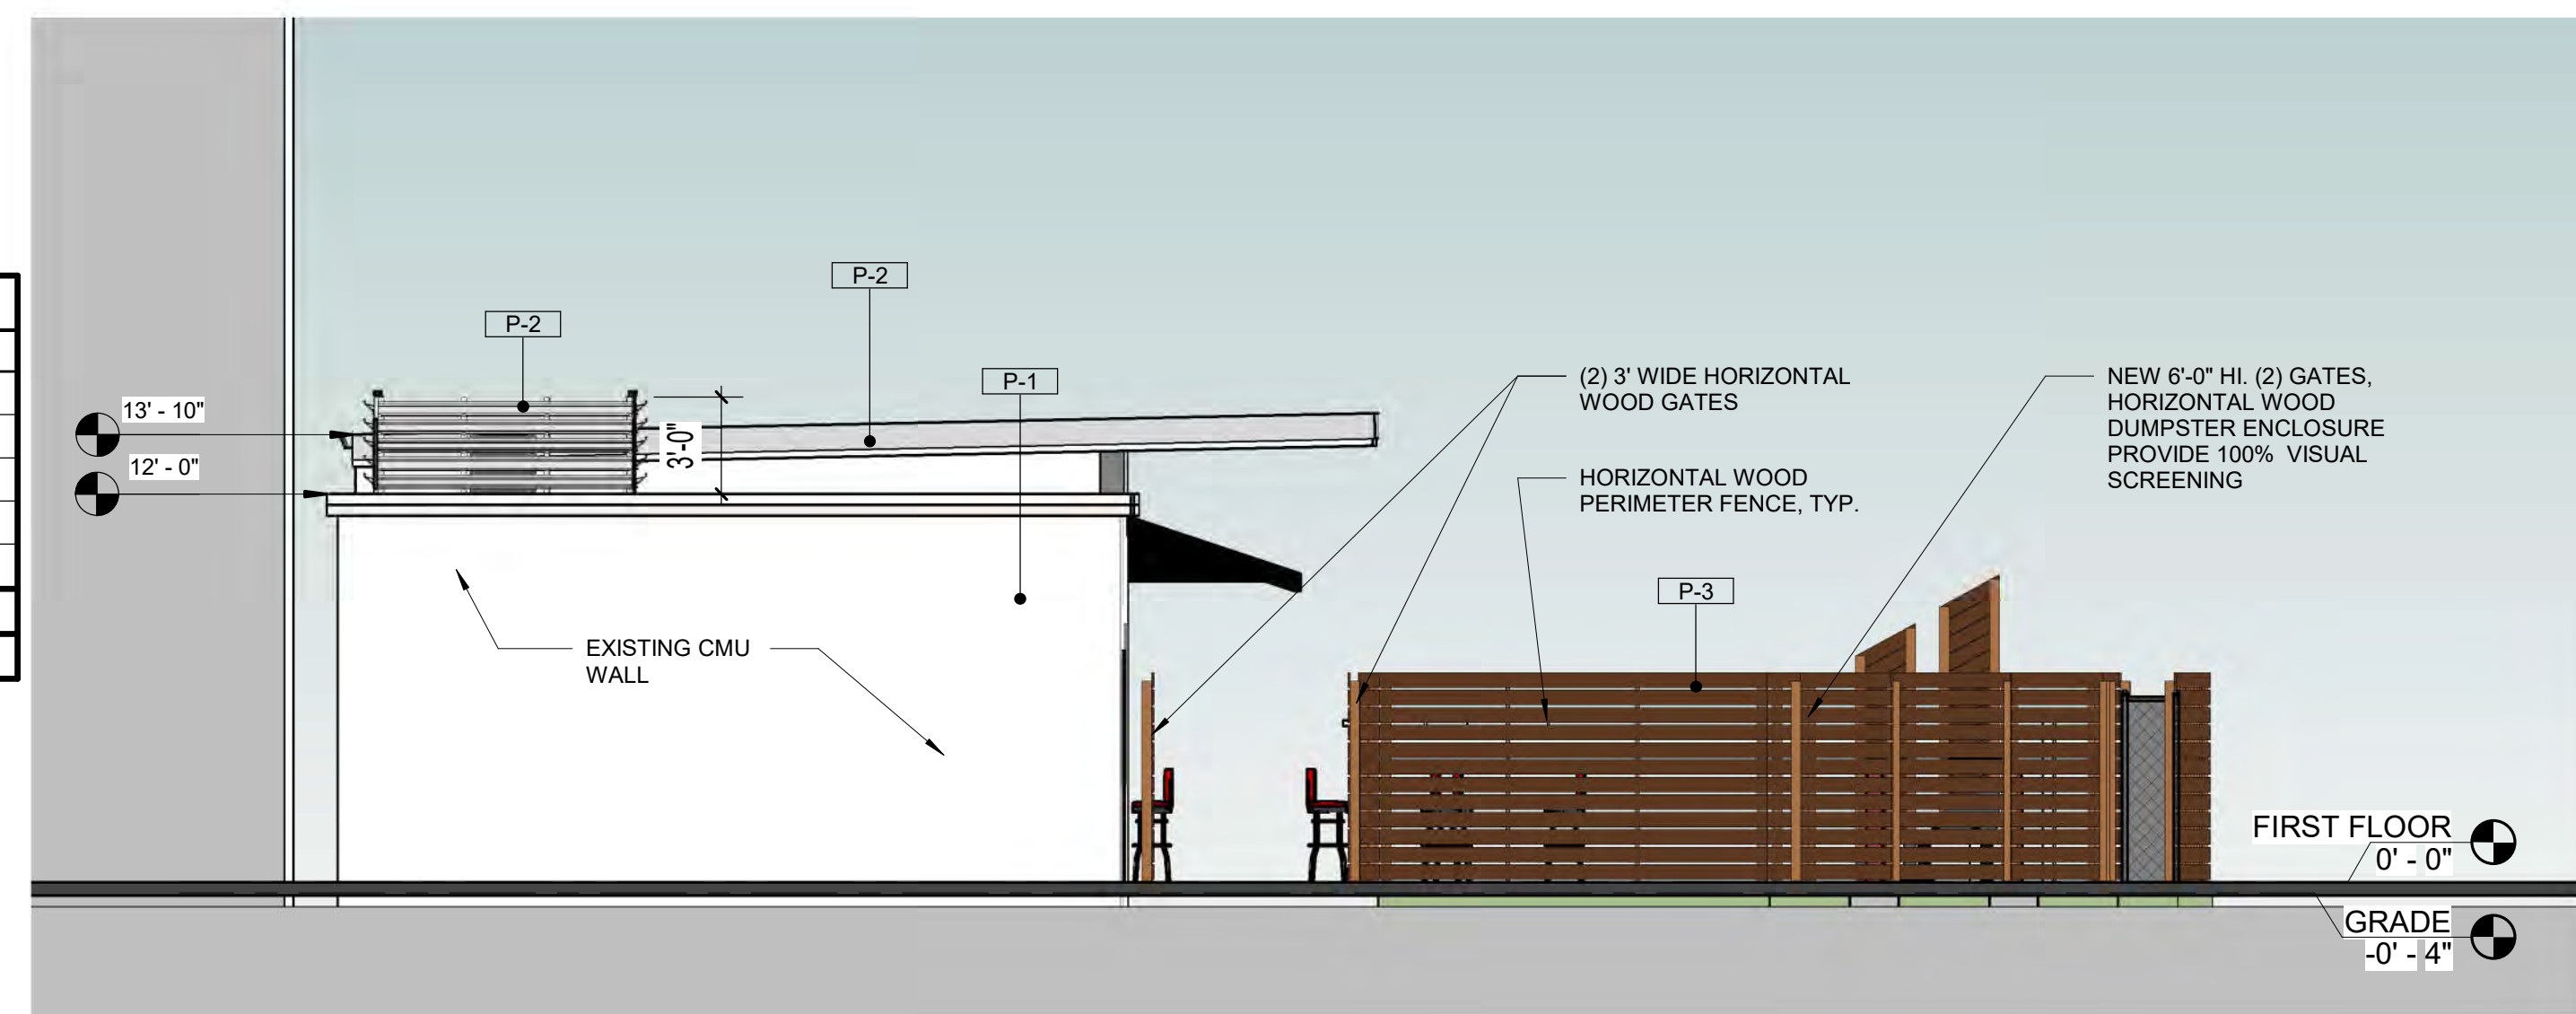 P-2
P-2
P-1
13' - 10"
12' - 0"
3'-0"
(2) 3' WIDE HORIZONTAL
WOOD GATES
HORIZONTAL WOOD
PERIMETER FENCE, TYP.
NEW 6'-0" HI. (2) GATES,
HORIZONTAL WOOD
DUMPSTER ENCLOSURE
PROVIDE 100% VISUAL
SCREENING
P-3
EXISTING CMU
WALL
FIRST FLOOR
0' - 0"
GRADE
-0' - 4"